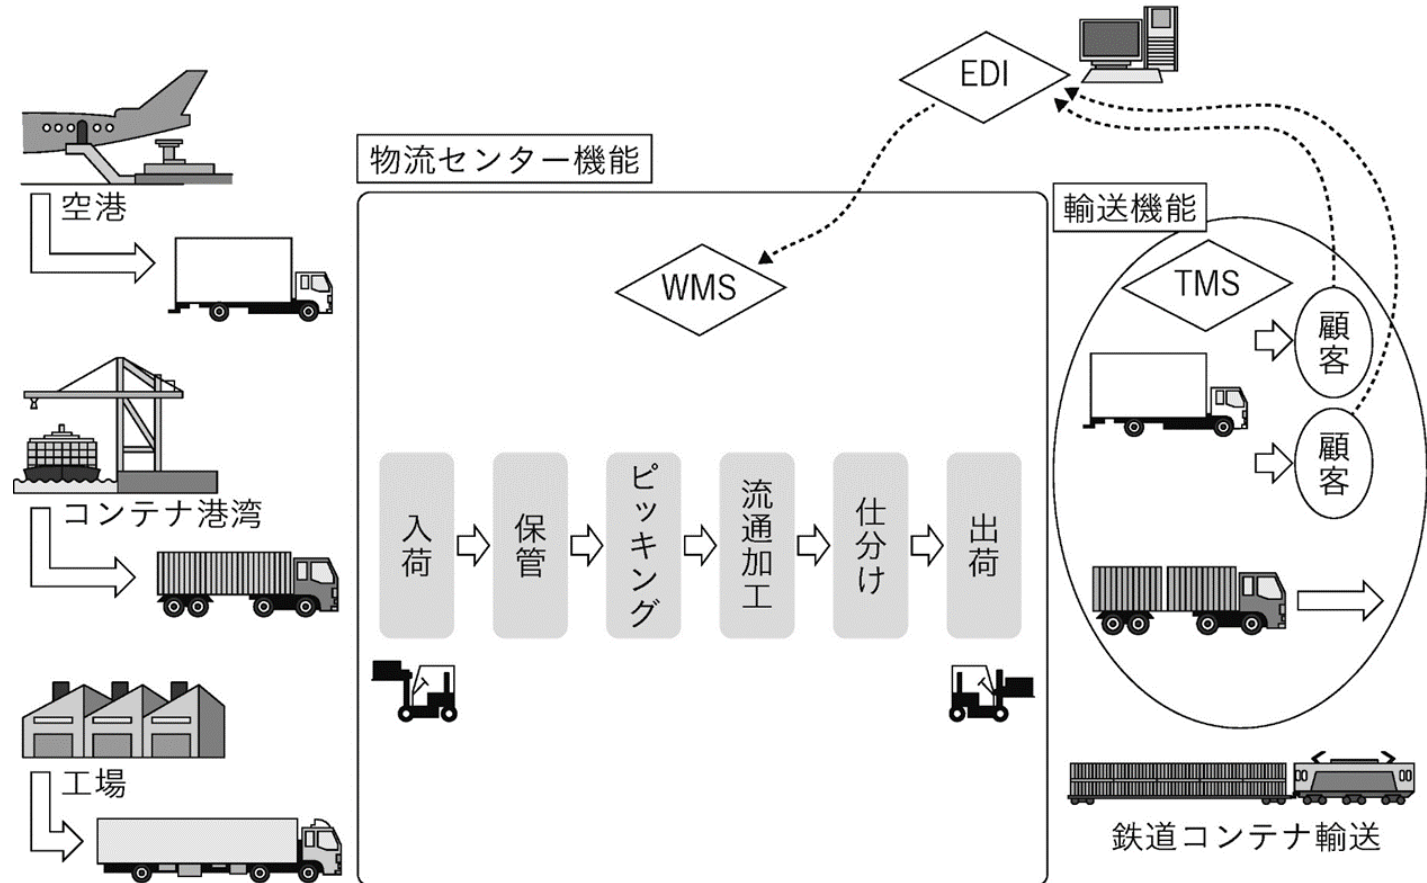 EDI
物流センター機能
空港
輸送機能
WMS
TMS
顧客
顧客
コンテナ港湾
入荷
保管
ピッキング
流通加工
仕分け
出荷
工場
鉄道コンテナ輸送